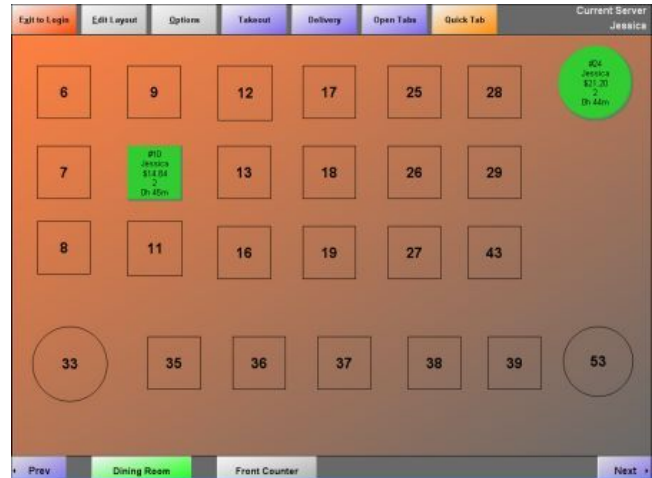 Exit to Login
Edit Layout
Options
Takeout
Delivery
Open Tabs
Quick Tab
Current Server
Jessica
6
9
12
17
25
28
#24
Jessica
$21.20
2
0h 44m
7
#10
Jessica
$14.84
2
0h 45m
13
18
26
29
8
11
16
19
27
43
33
35
36
37
38
39
53
Prev
Dining Room
Front Counter
Next